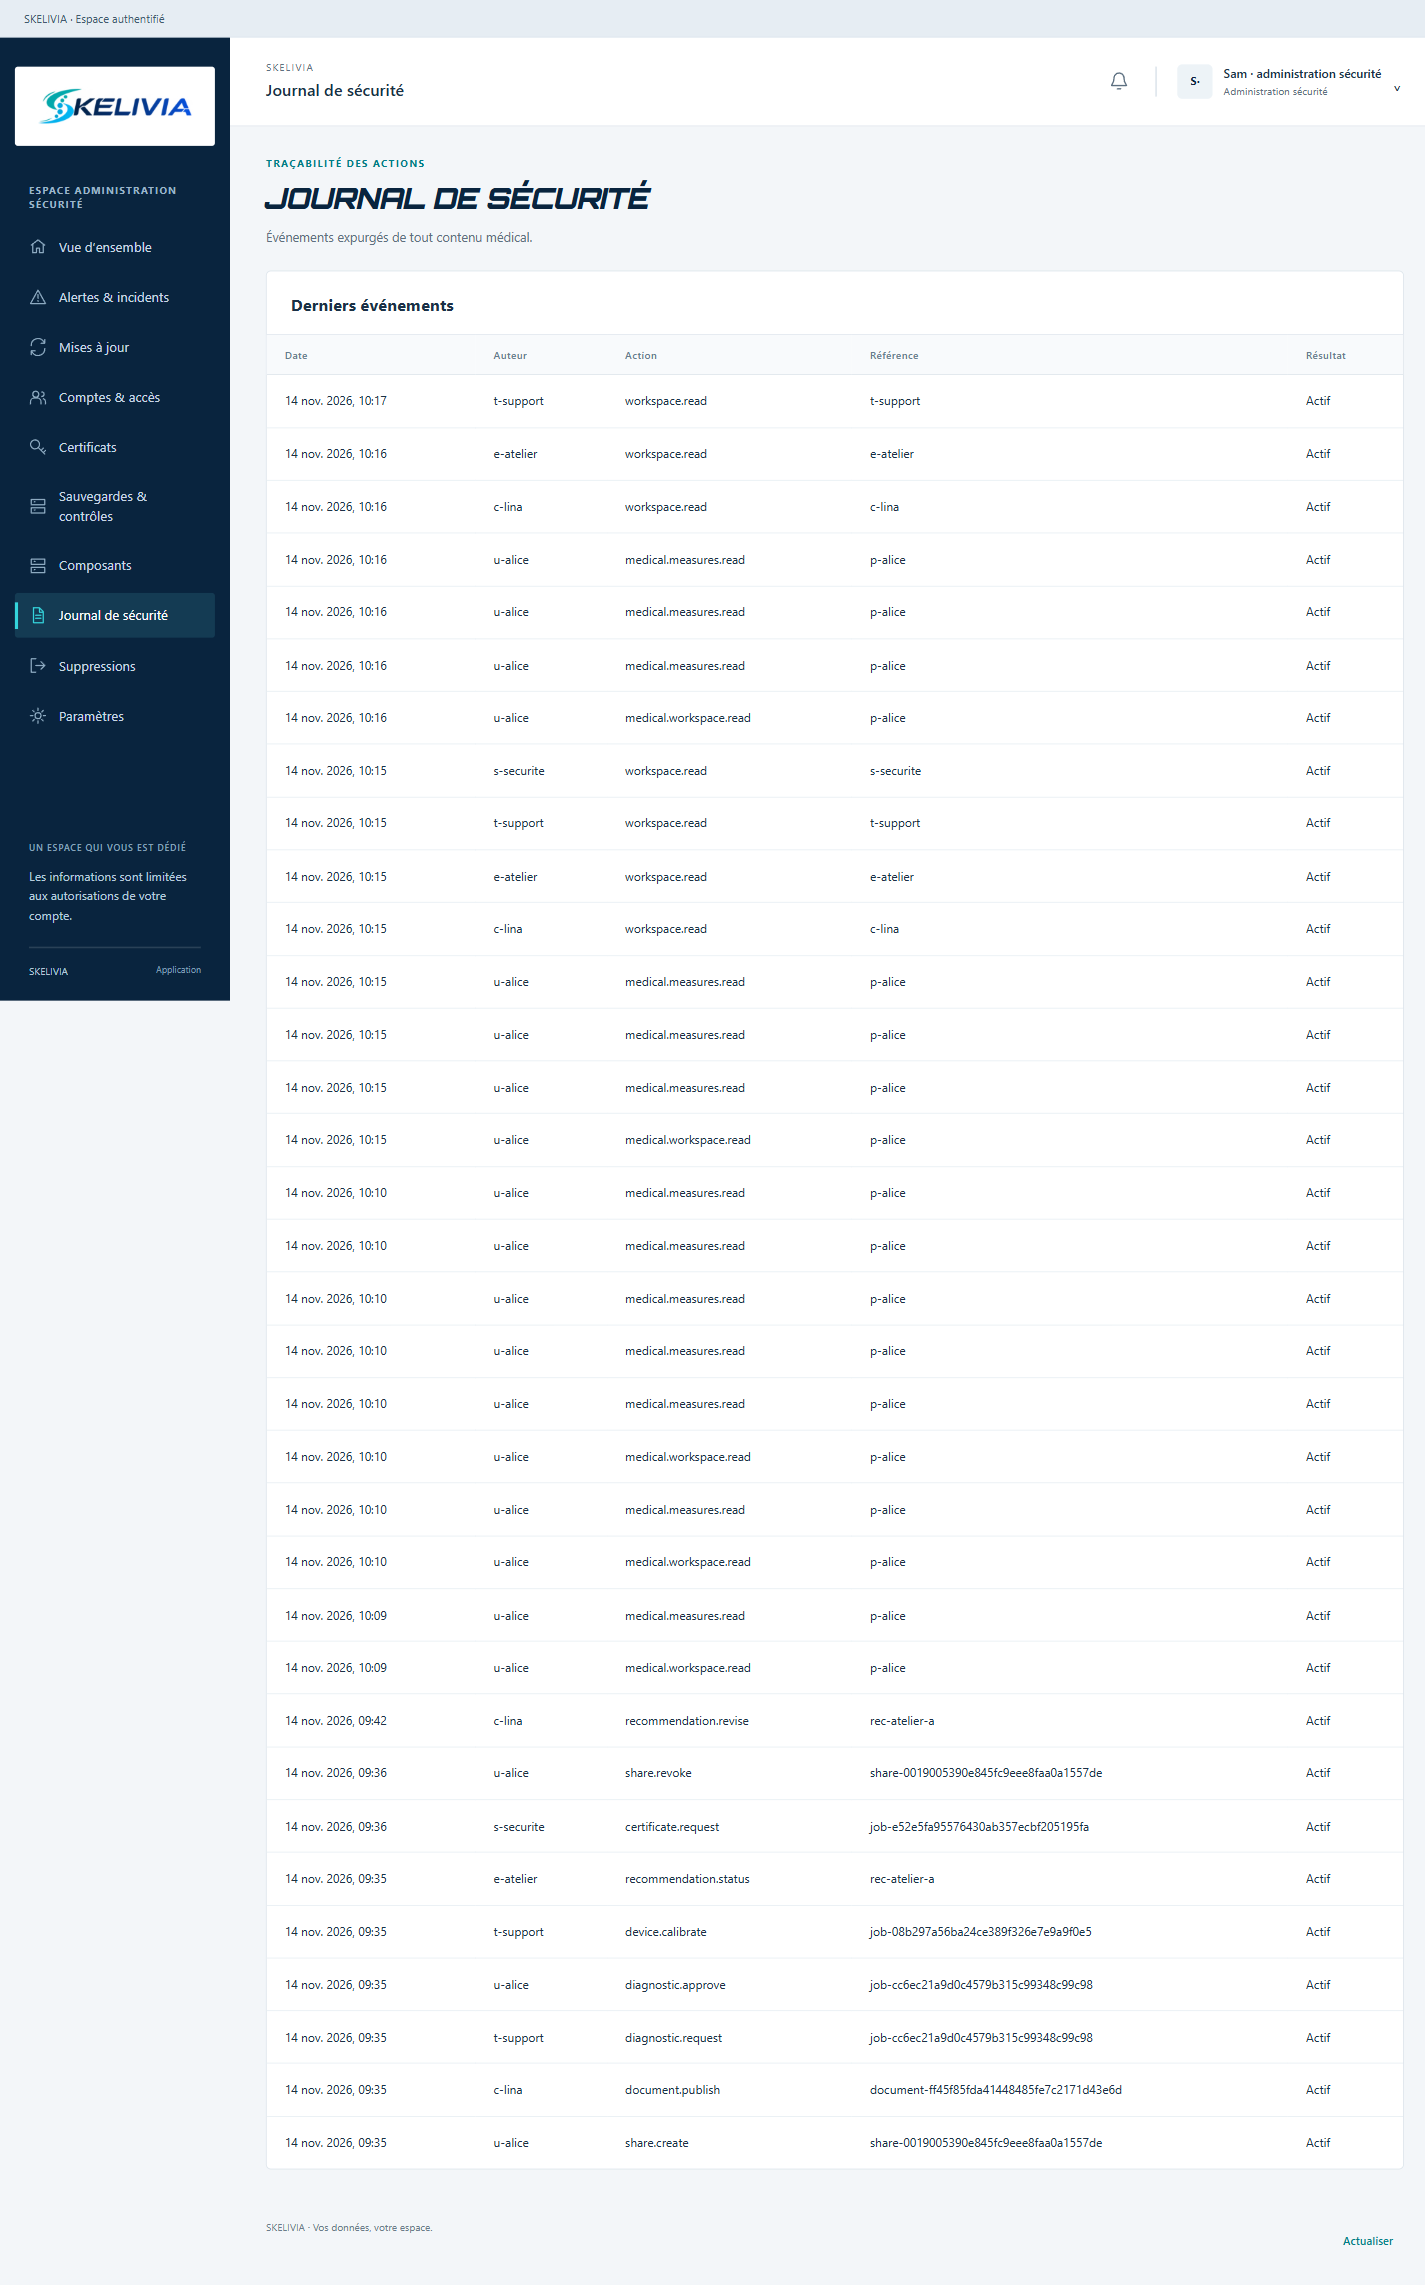 SKELIVIA · Espace authentifié
SKELIVIA
ESPACE ADMINISTRATION
SÉCURITÉ
Vue d'ensemble
Alertes & incidents
Mises à jour
Comptes & accès
Certificats
Sauvegardes &
contrôles
Composants
Journal de sécurité
Suppressions
Paramètres
UN ESPACE QUI VOUS EST DÉDIÉ
Les informations sont limitées
aux autorisations de votre
compte.
SKELIVIA Application
SKELIVIA
Journal de sécurité
S·
Sam · administration sécurité
Administration sécurité
TRAÇABILITÉ DES ACTIONS
JOURNAL DE SÉCURITÉ
Événements expurgés de tout contenu médical.
Derniers événements
Date Auteur Action Référence Résultat
14 nov. 2026, 10:17 t-support workspace.read t-support Actif
14 nov. 2026, 10:16 e-atelier workspace.read e-atelier Actif
14 nov. 2026, 10:16 c-lina workspace.read c-lina Actif
14 nov. 2026, 10:16 u-alice medical.measures.read p-alice Actif
14 nov. 2026, 10:16 u-alice medical.measures.read p-alice Actif
14 nov. 2026, 10:16 u-alice medical.measures.read p-alice Actif
14 nov. 2026, 10:16 u-alice medical.workspace.read p-alice Actif
14 nov. 2026, 10:15 s-securite workspace.read s-securite Actif
14 nov. 2026, 10:15 t-support workspace.read t-support Actif
14 nov. 2026, 10:15 e-atelier workspace.read e-atelier Actif
14 nov. 2026, 10:15 c-lina workspace.read c-lina Actif
14 nov. 2026, 10:15 u-alice medical.measures.read p-alice Actif
14 nov. 2026, 10:15 u-alice medical.measures.read p-alice Actif
14 nov. 2026, 10:15 u-alice medical.measures.read p-alice Actif
14 nov. 2026, 10:15 u-alice medical.workspace.read p-alice Actif
14 nov. 2026, 10:10 u-alice medical.measures.read p-alice Actif
14 nov. 2026, 10:10 u-alice medical.measures.read p-alice Actif
14 nov. 2026, 10:10 u-alice medical.measures.read p-alice Actif
14 nov. 2026, 10:10 u-alice medical.measures.read p-alice Actif
14 nov. 2026, 10:10 u-alice medical.measures.read p-alice Actif
14 nov. 2026, 10:10 u-alice medical.workspace.read p-alice Actif
14 nov. 2026, 10:10 u-alice medical.measures.read p-alice Actif
14 nov. 2026, 10:10 u-alice medical.workspace.read p-alice Actif
14 nov. 2026, 10:09 u-alice medical.measures.read p-alice Actif
14 nov. 2026, 10:09 u-alice medical.workspace.read p-alice Actif
14 nov. 2026, 09:42 c-lina recommendation.revise rec-atelier-a Actif
14 nov. 2026, 09:36 u-alice share.revoke share-0019005390e845fc9eee8faa0a1557de Actif
14 nov. 2026, 09:36 s-securite certificate.request job-e52e5fa95576430ab357ecbf205195fa Actif
14 nov. 2026, 09:35 e-atelier recommendation.status rec-atelier-a Actif
14 nov. 2026, 09:35 t-support device.calibrate job-08b297a56ba24ce389f326e7e9a9f0e5 Actif
14 nov. 2026, 09:35 u-alice diagnostic.approve job-cc6ec21a9d0c4579b315c99348c99c98 Actif
14 nov. 2026, 09:35 t-support diagnostic.request job-cc6ec21a9d0c4579b315c99348c99c98 Actif
14 nov. 2026, 09:35 c-lina document.publish document-ff45f85fda41448485fe7c2171d43e6d Actif
14 nov. 2026, 09:35 u-alice share.create share-0019005390e845fc9eee8faa0a1557de Actif
SKELIVIA · Vos données, votre espace.
Actualiser